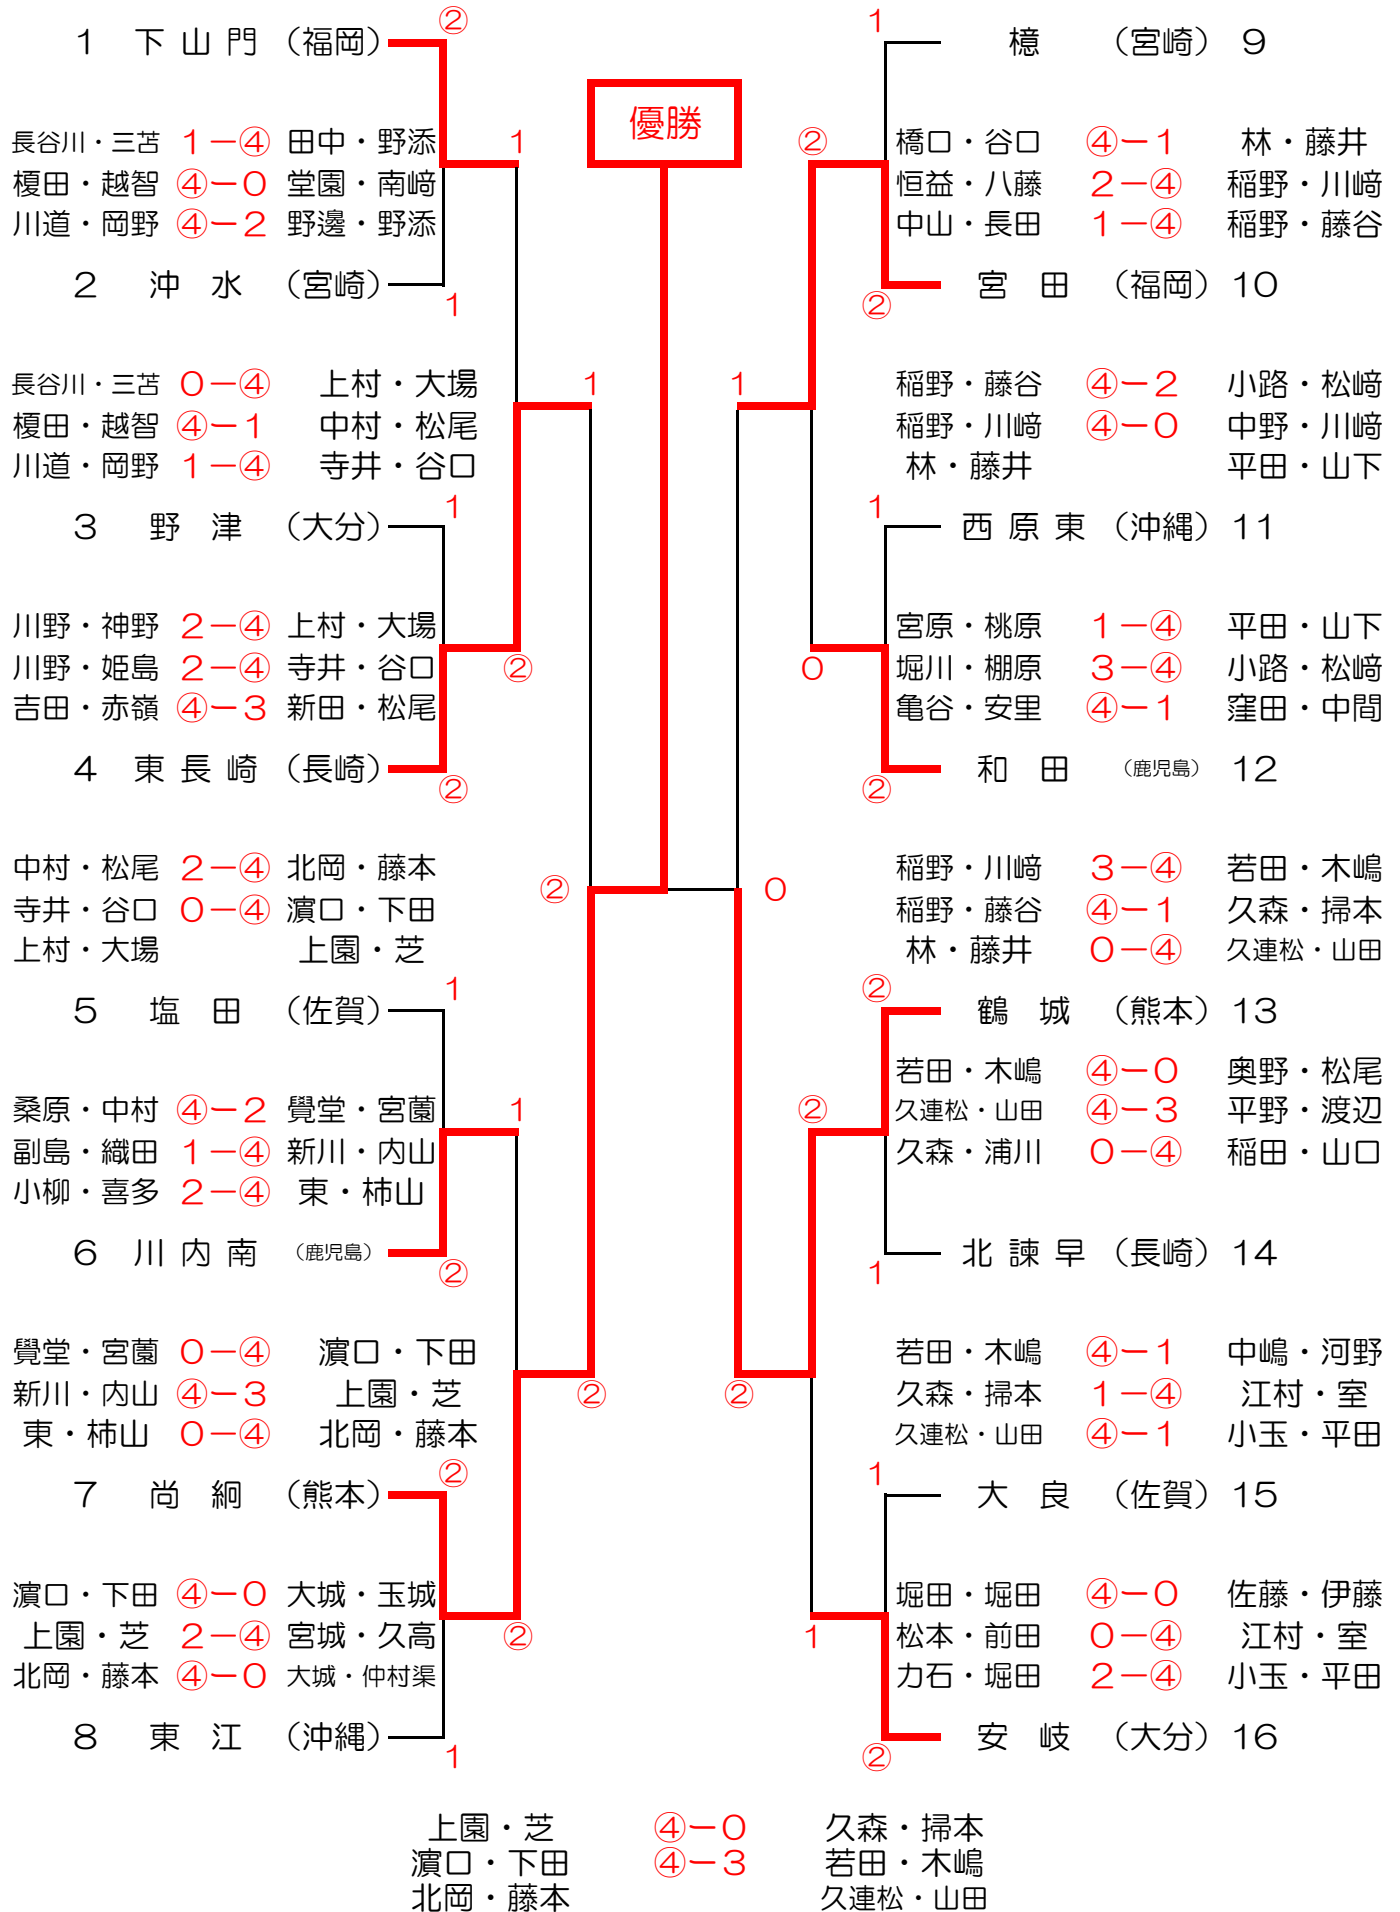 ②
1 下山門 (福岡)
優勝
長谷川・三苫 1－④ 田中・野添
榎田・越智 ④－0 堂園・南﨑
川道・岡野 ④－2 野邊・野添
1
2 沖水 (宮崎)
1
長谷川・三苫 0－④ 上村・大場
榎田・越智 ④－1 中村・松尾
川道・岡野 1－④ 寺井・谷口
1
3 野津 (大分)
1
川野・神野 2－④ 上村・大場
川野・姫島 2－④ 寺井・谷口
吉田・赤嶺 ④－3 新田・松尾
②
4 東長崎 (長崎)
②
中村・松尾 2－④ 北岡・藤本
寺井・谷口 0－④ 濵口・下田
上村・大場 上園・芝
②
1
5 塩田 (佐賀)
桑原・中村 ④－2 覺堂・宮薗
副島・織田 1－④ 新川・内山
小柳・喜多 2－④ 東・柿山
1
6 川内南 (鹿児島)
②
覺堂・宮薗 0－④ 濵口・下田
新川・内山 ④－3 上園・芝
東・柿山 0－④ 北岡・藤本
②
②
7 尚絅 (熊本)
濵口・下田 ④－0 大城・玉城
上園・芝 2－④ 宮城・久高
北岡・藤本 ④－0 大城・仲村渠
②
8 東江 (沖縄)
1
1
檍 (宮崎) 9
②
橋口・谷口 ④－1 林・藤井
恒益・八藤 2－④ 稲野・川﨑
中山・長田 1－④ 稲野・藤谷
宮田 (福岡) 10
②
1
稲野・藤谷 ④－2 小路・松﨑
稲野・川﨑 ④－0 中野・川﨑
林・藤井 平田・山下
1
西原東 (沖縄) 11
宮原・桃原 1－④ 平田・山下
堀川・棚原 3－④ 小路・松﨑
亀谷・安里 ④－1 窪田・中間
0
和田 (鹿児島) 12
②
稲野・川﨑 3－④ 若田・木嶋
稲野・藤谷 ④－1 久森・掃本
林・藤井 0－④ 久連松・山田
0
②
鶴城 (熊本) 13
若田・木嶋 ④－0 奥野・松尾
久連松・山田 ④－3 平野・渡辺
久森・浦川 0－④ 稲田・山口
②
北諫早 (長崎) 14
1
若田・木嶋 ④－1 中嶋・河野
久森・掃本 1－④ 江村・室
久連松・山田 ④－1 小玉・平田
②
1
大良 (佐賀) 15
堀田・堀田 ④－0 佐藤・伊藤
松本・前田 0－④ 江村・室
力石・堀田 2－④ 小玉・平田
1
安岐 (大分) 16
②
上園・芝 ④－0 久森・掃本
濵口・下田 ④－3 若田・木嶋
北岡・藤本 久連松・山田